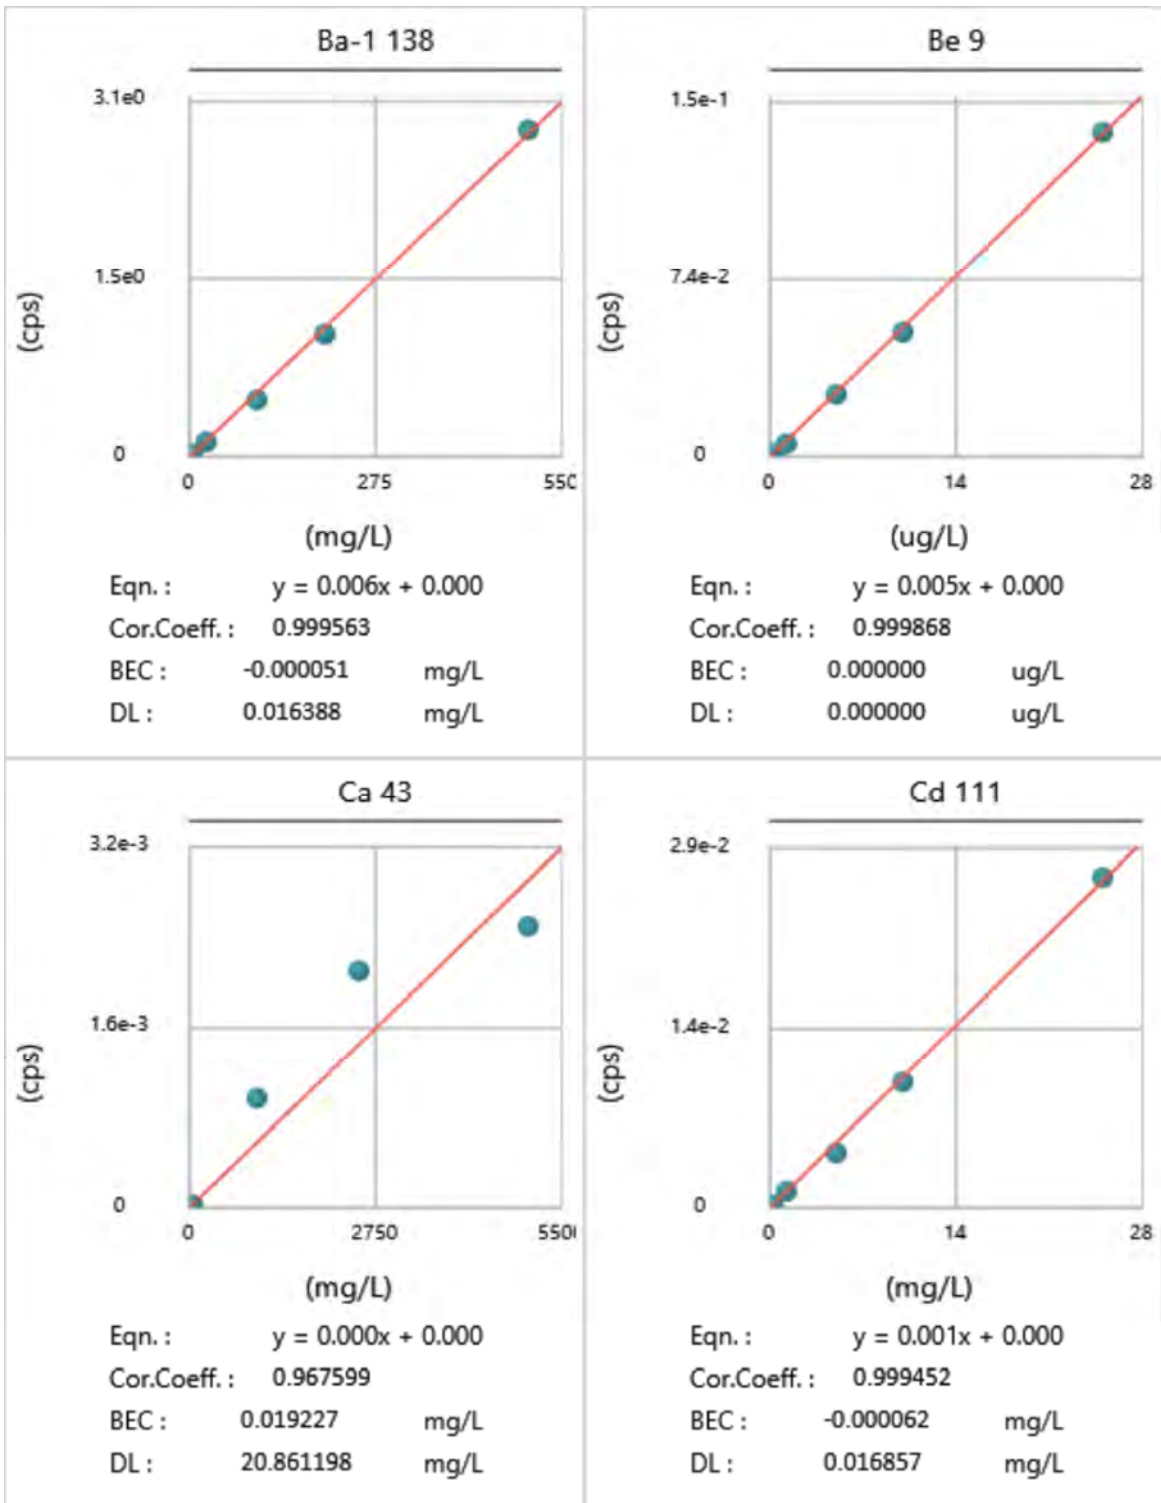 Ba-1 138
3.1e0
1.5e0
0
(cps)
0 275 550
(mg/L)
Eqn. : y = 0.006x + 0.000
Cor.Coeff. : 0.999563
BEC : -0.000051 mg/L
DL : 0.016388 mg/L
Be 9
1.5e-1
7.4e-2
0
(cps)
0 14 28
(ug/L)
Eqn. : y = 0.005x + 0.000
Cor.Coeff. : 0.999868
BEC : 0.000000 ug/L
DL : 0.000000 ug/L
Ca 43
3.2e-3
1.6e-3
0
(cps)
0 2750 550
(mg/L)
Eqn. : y = 0.000x + 0.000
Cor.Coeff. : 0.967599
BEC : 0.019227 mg/L
DL : 20.861198 mg/L
Cd 111
2.9e-2
1.4e-2
0
(cps)
0 14 28
(mg/L)
Eqn. : y = 0.001x + 0.000
Cor.Coeff. : 0.999452
BEC : -0.000062 mg/L
DL : 0.016857 mg/L